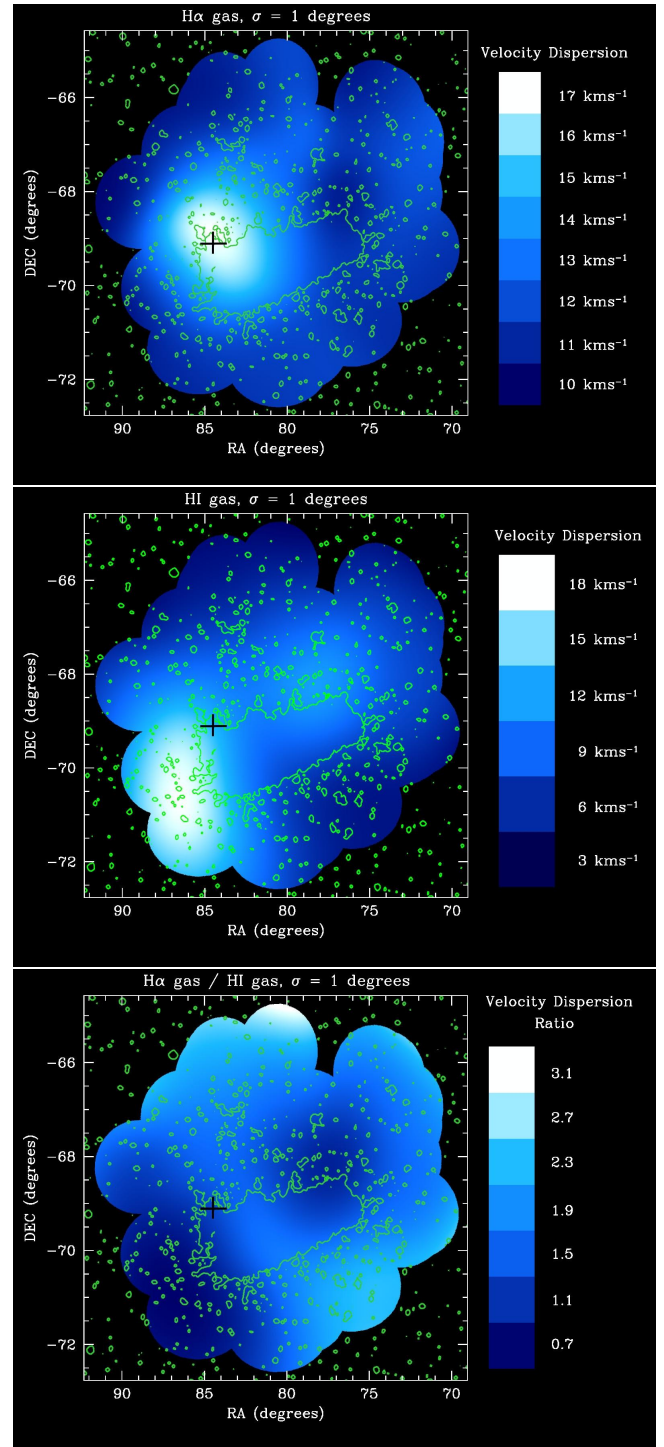 Hα gas, σ = 1 degrees
Velocity Dispersion
17 kms⁻¹
16 kms⁻¹
15 kms⁻¹
14 kms⁻¹
13 kms⁻¹
12 kms⁻¹
11 kms⁻¹
10 kms⁻¹
DEC (degrees)
−66
−68
−70
−72
90 85 80 75 70
RA (degrees)
HI gas, σ = 1 degrees
Velocity Dispersion
18 kms⁻¹
15 kms⁻¹
12 kms⁻¹
9 kms⁻¹
6 kms⁻¹
3 kms⁻¹
DEC (degrees)
−66
−68
−70
−72
90 85 80 75 70
RA (degrees)
Hα gas / HI gas, σ = 1 degrees
Velocity Dispersion
Ratio
3.1
2.7
2.3
1.9
1.5
1.1
0.7
DEC (degrees)
−66
−68
−70
−72
90 85 80 75 70
RA (degrees)